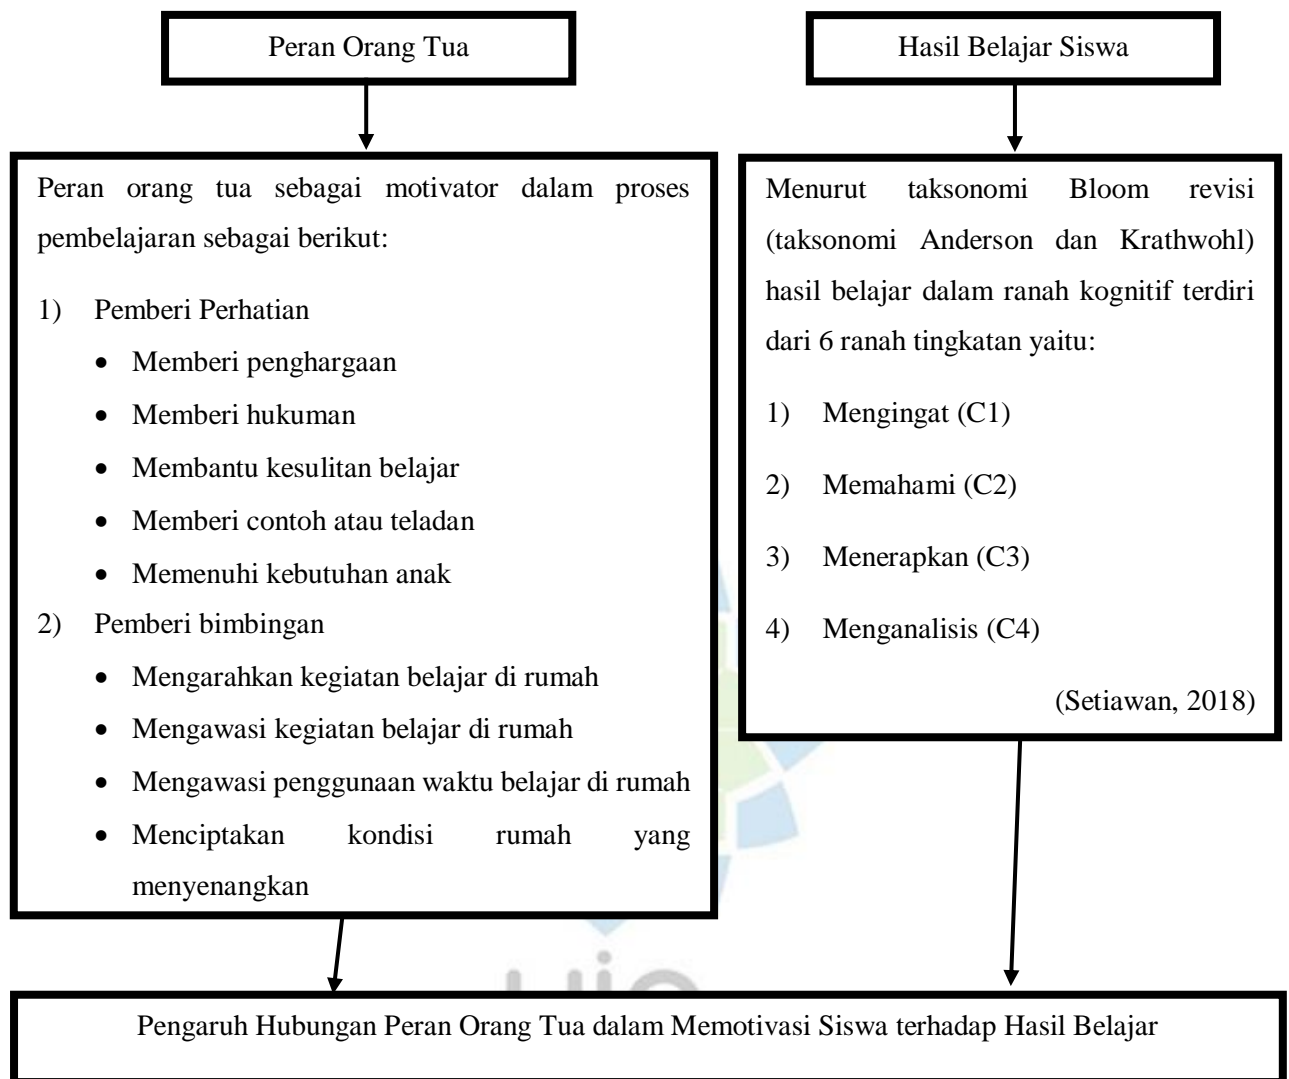 Peran Orang Tua
Hasil Belajar Siswa
Peran orang tua sebagai motivator dalam proses
pembelajaran sebagai berikut:
1) Pemberi Perhatian
• Memberi penghargaan
• Memberi hukuman
• Membantu kesulitan belajar
• Memberi contoh atau teladan
• Memenuhi kebutuhan anak
2) Pemberi bimbingan
• Mengarahkan kegiatan belajar di rumah
• Mengawasi kegiatan belajar di rumah
• Mengawasi penggunaan waktu belajar di rumah
• Menciptakan kondisi rumah yang
menyenangkan
Menurut taksonomi Bloom revisi
(taksonomi Anderson dan Krathwohl)
hasil belajar dalam ranah kognitif terdiri
dari 6 ranah tingkatan yaitu:
1) Mengingat (C1)
2) Memahami (C2)
3) Menerapkan (C3)
4) Menganalisis (C4)
(Setiawan, 2018)
Pengaruh Hubungan Peran Orang Tua dalam Memotivasi Siswa terhadap Hasil Belajar